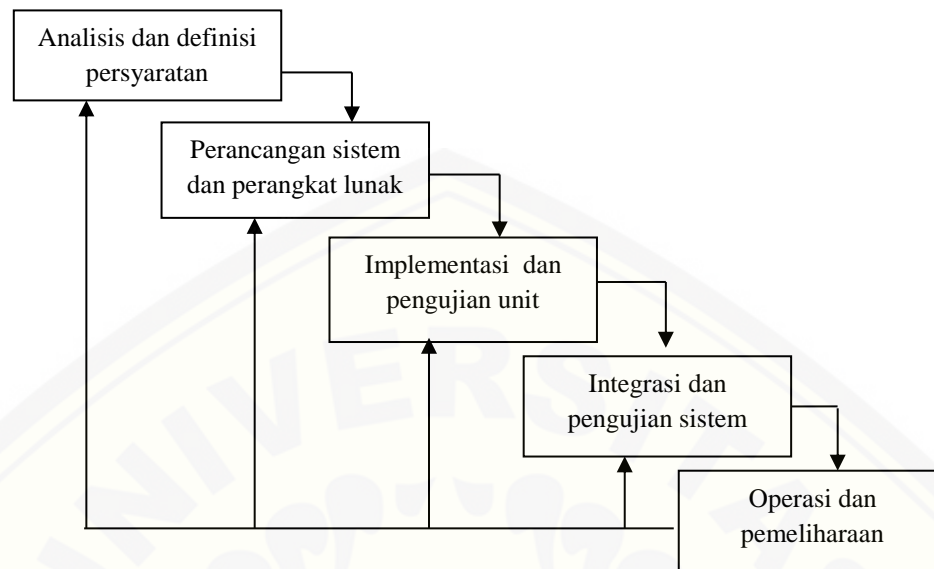 Analisis dan definisi
persyaratan
Perancangan sistem
dan perangkat lunak
Implementasi dan
pengujian unit
Integrasi dan
pengujian sistem
Operasi dan
pemeliharaan
UNIVERSITAS